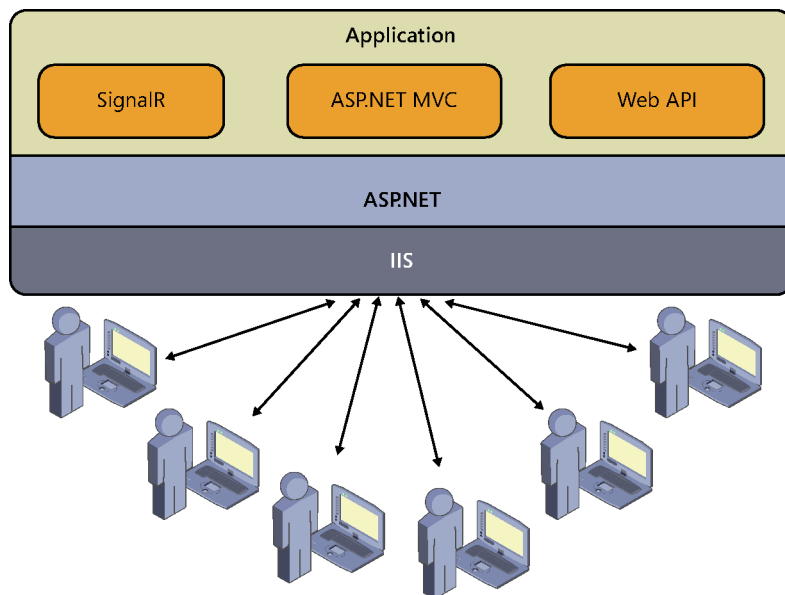 Application
SignalR
ASP.NET MVC
Web API
ASP.NET
IIS